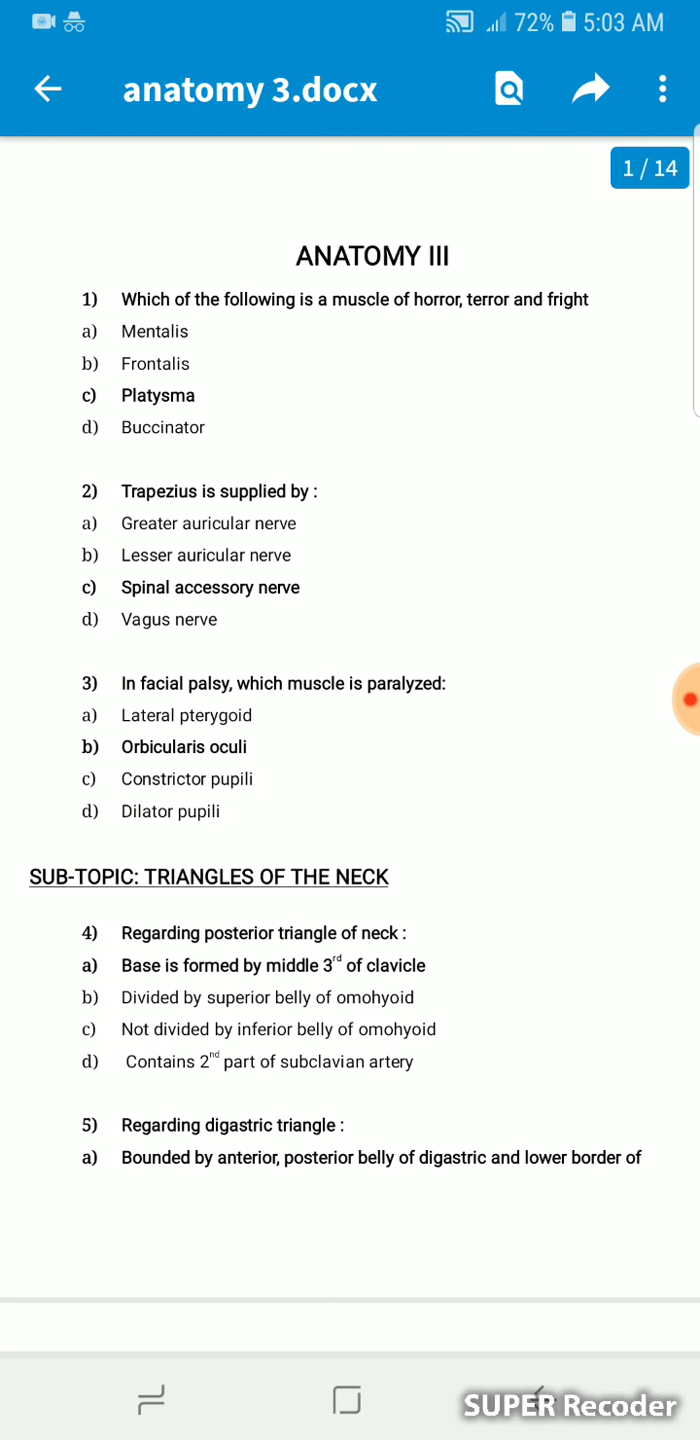 72% 5:03 AM
anatomy 3.docx
1 / 14
ANATOMY III
1) Which of the following is a muscle of horror, terror and fright
a) Mentalis
b) Frontalis
c) Platysma
d) Buccinator
2) Trapezius is supplied by :
a) Greater auricular nerve
b) Lesser auricular nerve
c) Spinal accessory nerve
d) Vagus nerve
3) In facial palsy, which muscle is paralyzed:
a) Lateral pterygoid
b) Orbicularis oculi
c) Constrictor pupili
d) Dilator pupili
SUB-TOPIC: TRIANGLES OF THE NECK
4) Regarding posterior triangle of neck :
a) Base is formed by middle 3rd of clavicle
b) Divided by superior belly of omohyoid
c) Not divided by inferior belly of omohyoid
d) Contains 2nd part of subclavian artery
5) Regarding digastric triangle :
a) Bounded by anterior, posterior belly of digastric and lower border of
SUPER Recoder